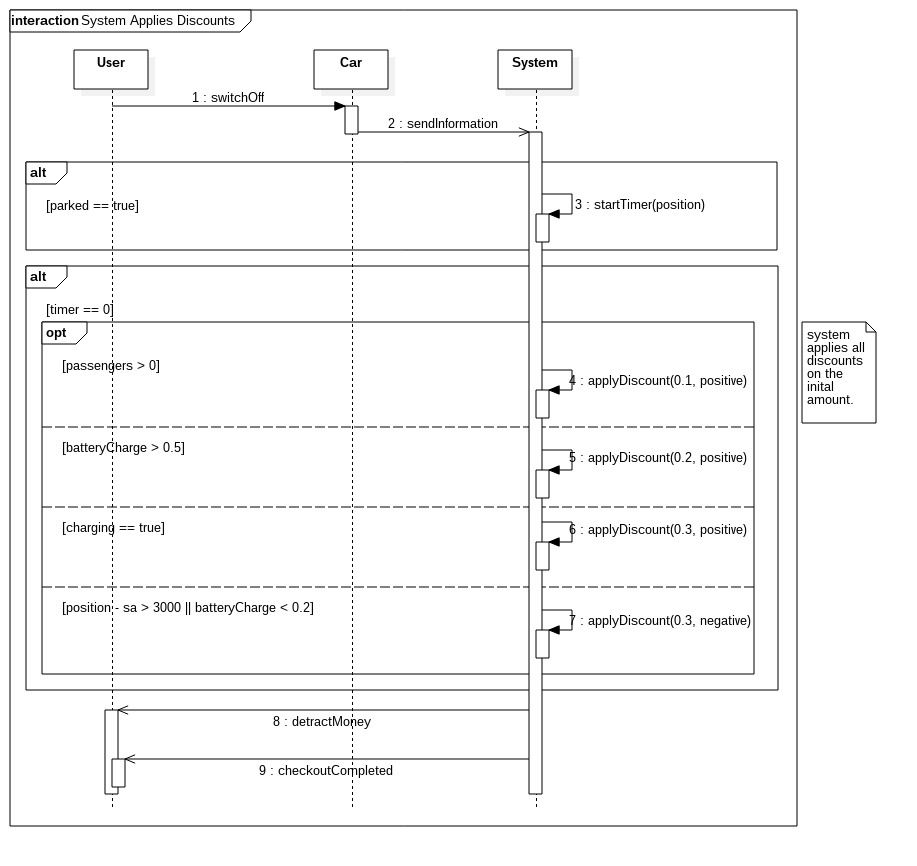 interaction System Applies Discounts
User
Car
System
1 : switchOff
2 : sendInformation
alt
[parked == true]
3 : startTimer(position)
alt
[timer == 0]
opt
[passengers > 0]
4 : applyDiscount(0.1, positive)
[batteryCharge > 0.5]
5 : applyDiscount(0.2, positive)
[charging == true]
6 : applyDiscount(0.3, positive)
[position - sa > 3000 || batteryCharge < 0.2]
7 : applyDiscount(0.3, negative)
8 : detractMoney
9 : checkoutCompleted
system
applies all
discounts
on the
inital
amount.